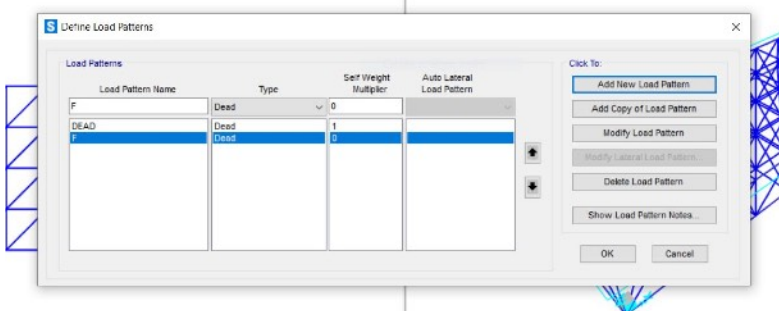 S Define Load Patterns
Load Patterns
Click To:
Load Pattern Name Type Self Weight Multiplier Auto Lateral Load Pattern
F Dead 0
DEAD Dead 1
F Dead 0
Add New Load Pattern
Add Copy of Load Pattern
Modify Load Pattern
Modify Lateral Load Pattern...
Delete Load Pattern
Show Load Pattern Notes...
OK Cancel